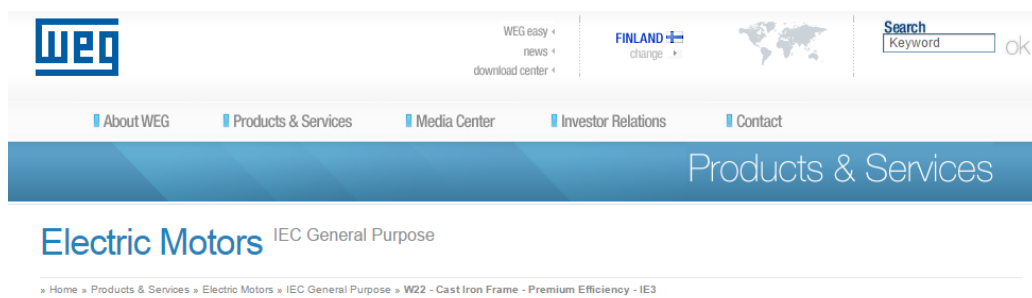 weg
WEG easy
news
download center
FINLAND
change
Search
Keyword
ok
About WEG
Products & Services
Media Center
Investor Relations
Contact
Products & Services
Electric Motors IEC General Purpose
» Home » Products & Services » Electric Motors » IEC General Purpose » W22 - Cast Iron Frame - Premium Efficiency - IE3